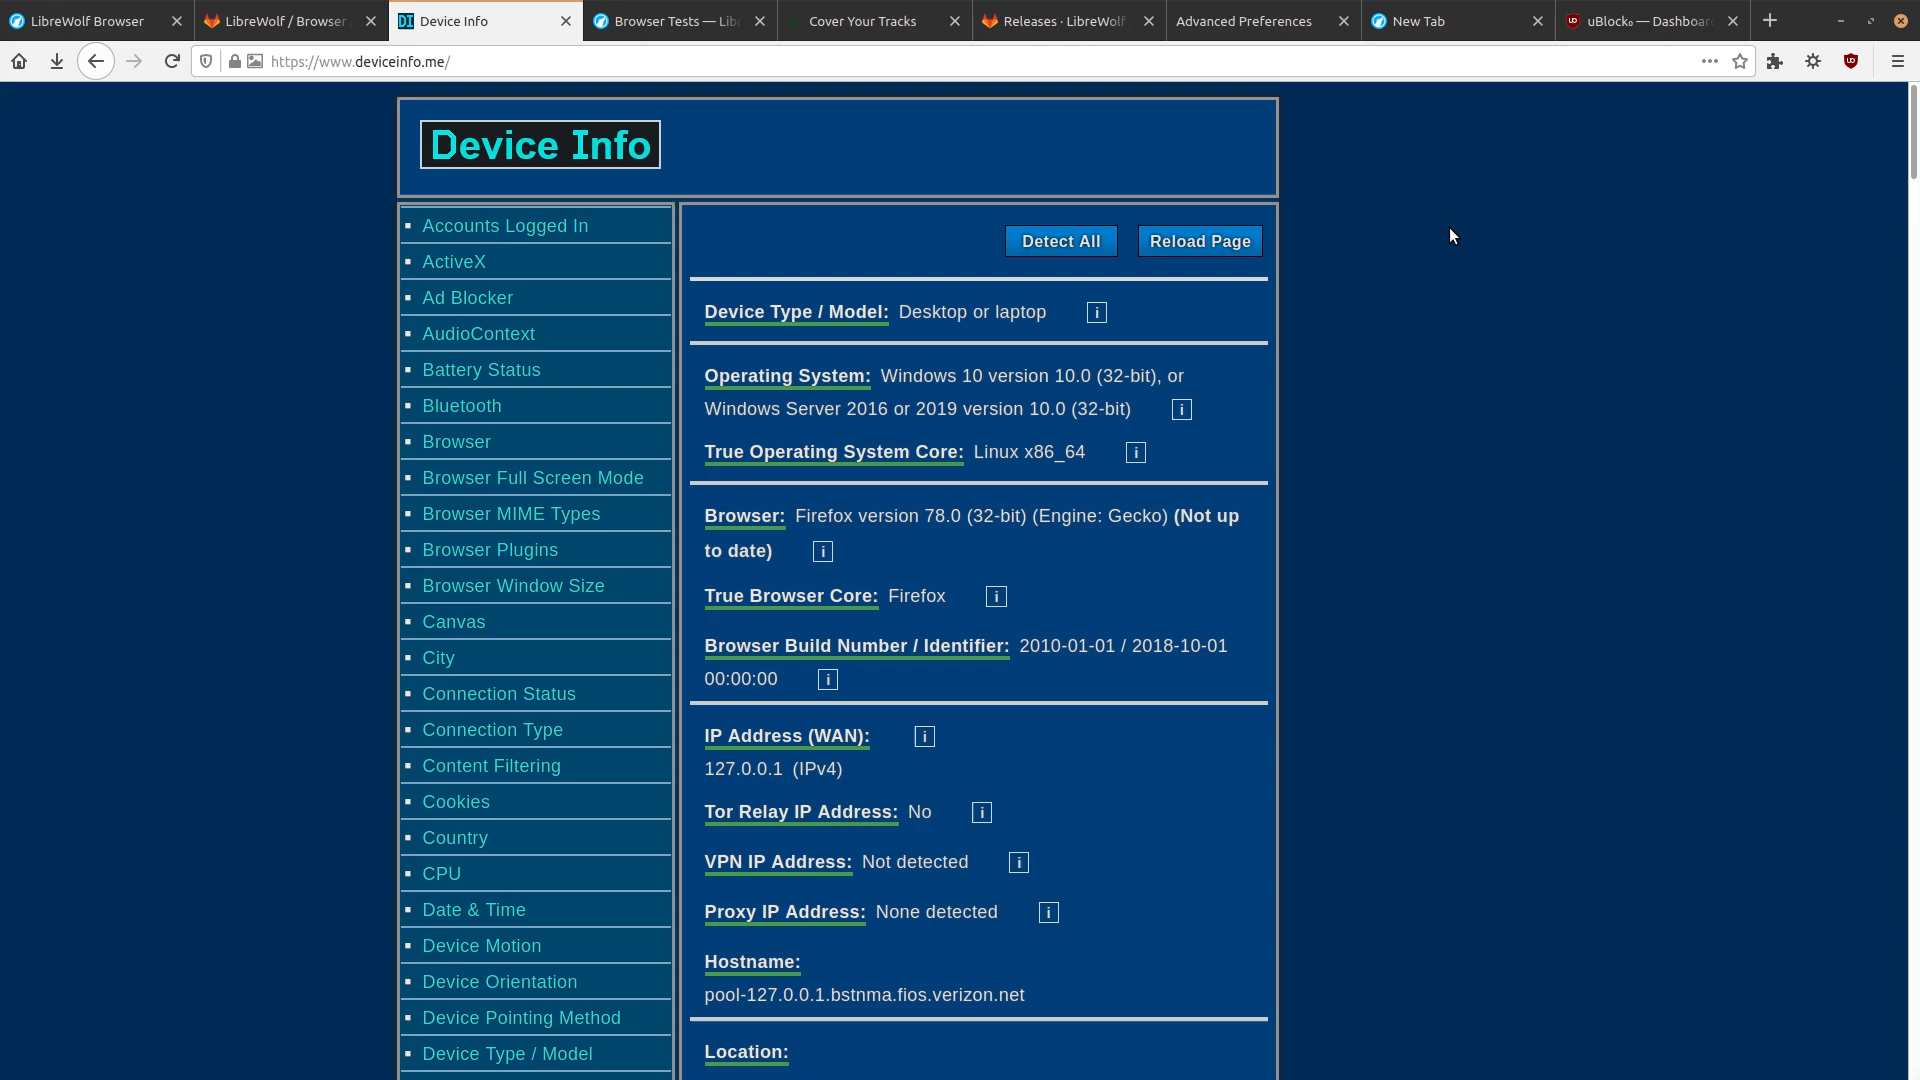 LibreWolf Browser
LibreWolf / Browser
Device Info
Browser Tests — Lib
Cover Your Tracks
Releases · LibreWolf
Advanced Preferences
New Tab
uBlock₀ — Dashboar
https://www.deviceinfo.me/
Device Info
Accounts Logged In
ActiveX
Ad Blocker
AudioContext
Battery Status
Bluetooth
Browser
Browser Full Screen Mode
Browser MIME Types
Browser Plugins
Browser Window Size
Canvas
City
Connection Status
Connection Type
Content Filtering
Cookies
Country
CPU
Date & Time
Device Motion
Device Orientation
Device Pointing Method
Device Type / Model
Detect All Reload Page
Device Type / Model: Desktop or laptop i
Operating System: Windows 10 version 10.0 (32-bit), or
Windows Server 2016 or 2019 version 10.0 (32-bit) i
True Operating System Core: Linux x86_64 i
Browser: Firefox version 78.0 (32-bit) (Engine: Gecko) (Not up
to date) i
True Browser Core: Firefox i
Browser Build Number / Identifier: 2010-01-01 / 2018-10-01
00:00:00 i
IP Address (WAN): i
127.0.0.1 (IPv4)
Tor Relay IP Address: No i
VPN IP Address: Not detected i
Proxy IP Address: None detected i
Hostname:
pool-127.0.0.1.bstnma.fios.verizon.net
Location: